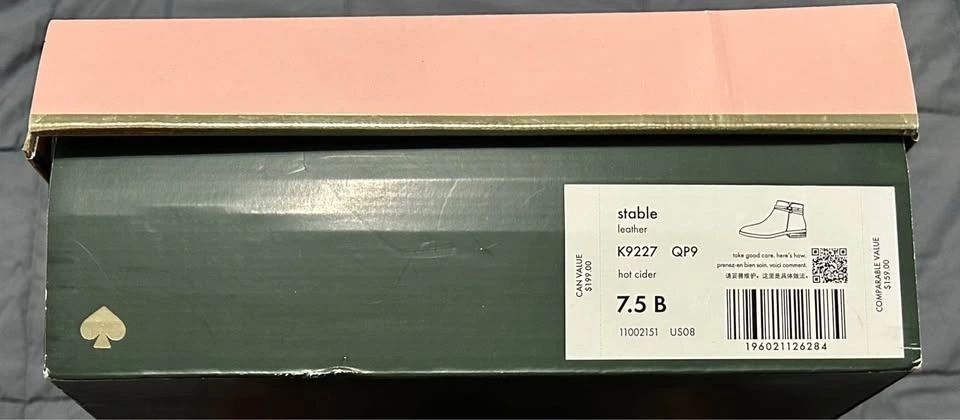 CAN VALUE
$199.00
stable
leather
K9227 QP9
hot cider
7.5 B
11002151 US08
take good care. here's how.
prenez-en bien soin. voici comment.
请妥善维护。这里是具体做法。
196021126284
COMPARABLE VALUE
$159.00